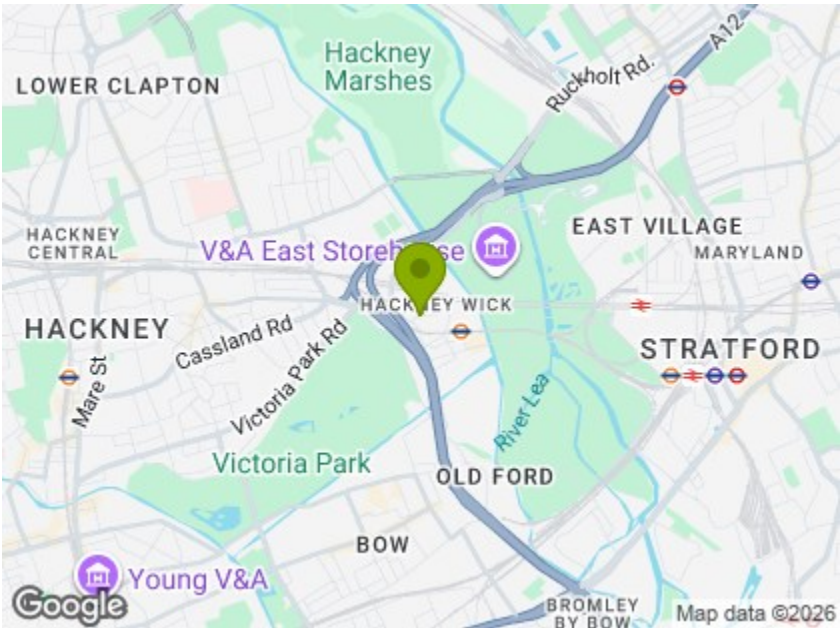 Hackney
Marshes
LOWER CLAPTON
Ruckholt Rd.
A12
HACKNEY
CENTRAL
V&A East Storeh
se
EAST VILLAGE
MARYLAND
HACKNEY WICK
HACKNEY
Cassland Rd
Victoria Park Rd
Mare St
STRATFORD
River Lea
Victoria Park
OLD FORD
BOW
Young V&A
BROMLEY
BY BOW
Google
Map data ©2026